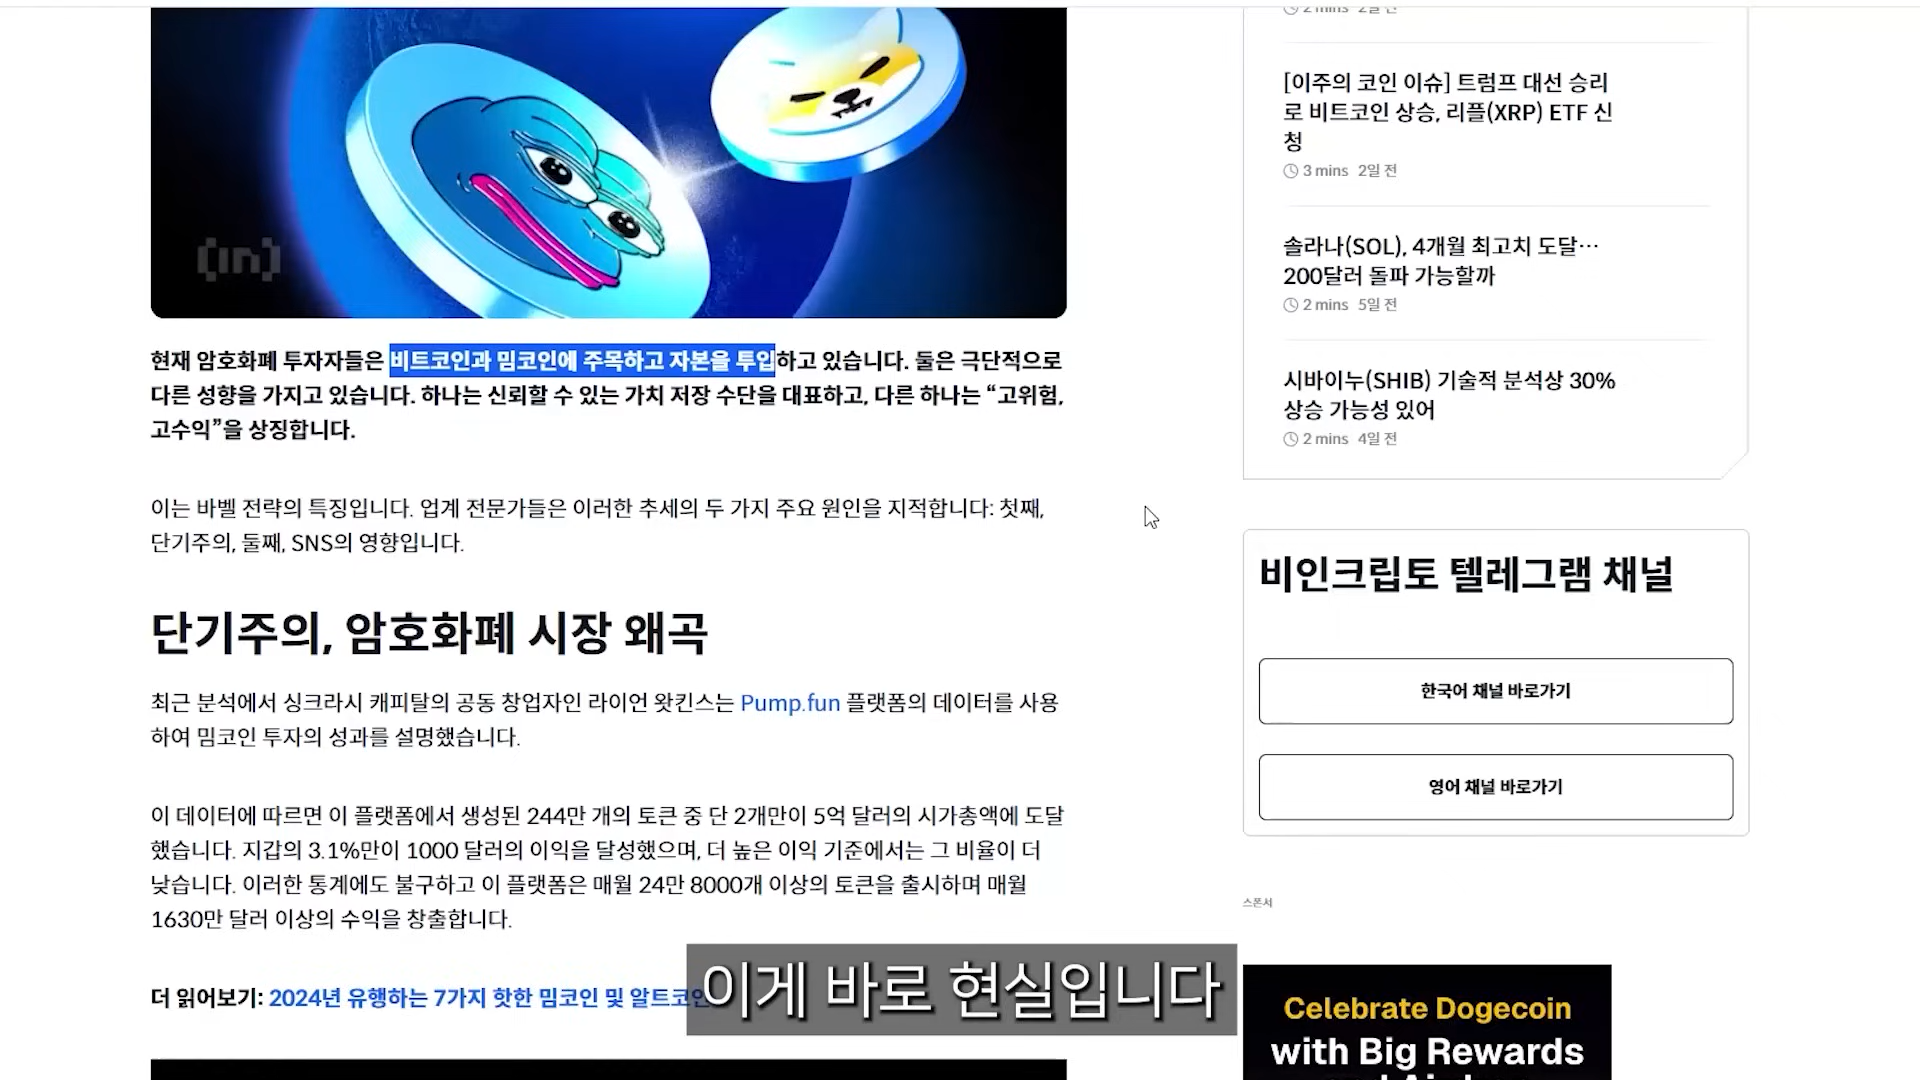 (in)
현재 암호화폐 투자자들은 비트코인과 밈코인에 주목하고 자본을 투입하고 있습니다. 둘은 극단적으로
다른 성향을 가지고 있습니다. 하나는 신뢰할 수 있는 가치 저장 수단을 대표하고, 다른 하나는 “고위험,
고수익”을 상징합니다.
이는 바벨 전략의 특징입니다. 업계 전문가들은 이러한 추세의 두 가지 주요 원인을 지적합니다: 첫째,
단기주의, 둘째, SNS의 영향입니다.
단기주의, 암호화폐 시장 왜곡
최근 분석에서 싱크라시 캐피탈의 공동 창업자인 라이언 왓킨스는 Pump.fun 플랫폼의 데이터를 사용
하여 밈코인 투자의 성과를 설명했습니다.
이 데이터에 따르면 이 플랫폼에서 생성된 244만 개의 토큰 중 단 2개만이 5억 달러의 시가총액에 도달
했습니다. 지갑의 3.1%만이 1000 달러의 이익을 달성했으며, 더 높은 이익 기준에서는 그 비율이 더
낮습니다. 이러한 통계에도 불구하고 이 플랫폼은 매월 24만 8000개 이상의 토큰을 출시하며 매월
1630만 달러 이상의 수익을 창출합니다.
더 읽어보기: 2024년 유행하는 7가지 핫한 밈코인 및 알트코인
이게 바로 현실입니다
2 mins 2일 전
[이주의 코인 이슈] 트럼프 대선 승리
로 비트코인 상승, 리플(XRP) ETF 신
청
3 mins 2일 전
솔라나(SOL), 4개월 최고치 도달…
200달러 돌파 가능할까
2 mins 5일 전
시바이누(SHIB) 기술적 분석상 30%
상승 가능성 있어
2 mins 4일 전
비인크립토 텔레그램 채널
한국어 채널 바로가기
영어 채널 바로가기
스폰서
Celebrate Dogecoin
with Big Rewards